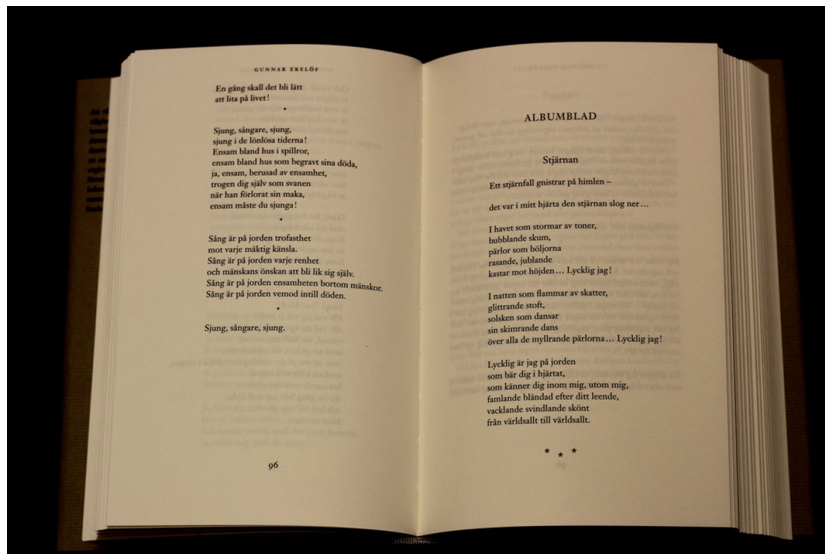 GUNNAR EKELÖF
En gång skall det bli lätt
att lita på livet!
*
Sjung, sångare, sjung,
sjung i de lönlösa tiderna!
Ensam bland hus i spillror,
ensam bland hus som begravt sina döda,
ja, ensam, berusad av ensamhet,
trogen dig själv som svanen
när han förlorat sin maka,
ensam måste du sjunga!
*
Sång är på jorden trofasthet
mot varje mäktig känsla.
Sång är på jorden varje renhet
och mänskans önskan att bli lik sig själv.
Sång är på jorden ensamheten bortom mänskor.
Sång är på jorden vemod intill döden.
*
Sjung, sångare, sjung.
96
ALBUMBLAD
Stjärnan
Ett stjärnfall gnistrar på himlen –
det var i mitt hjärta den stjärnan slog ner…
I havet som stormar av toner,
bubblande skum,
pärlor som böljorna
rasande, jublande
kastar mot höjden… Lycklig jag!
I natten som flammar av skatter,
glittrande stoft,
solsken som dansar
sin skimrande dans
över alla de myllrande pärlorna… Lycklig jag!
Lycklig är jag på jorden
som bär dig i hjärtat,
som känner dig inom mig, utom mig,
famlande bländad efter ditt leende,
vacklande svindlande skönt
från världsallt till världsallt.
* * *